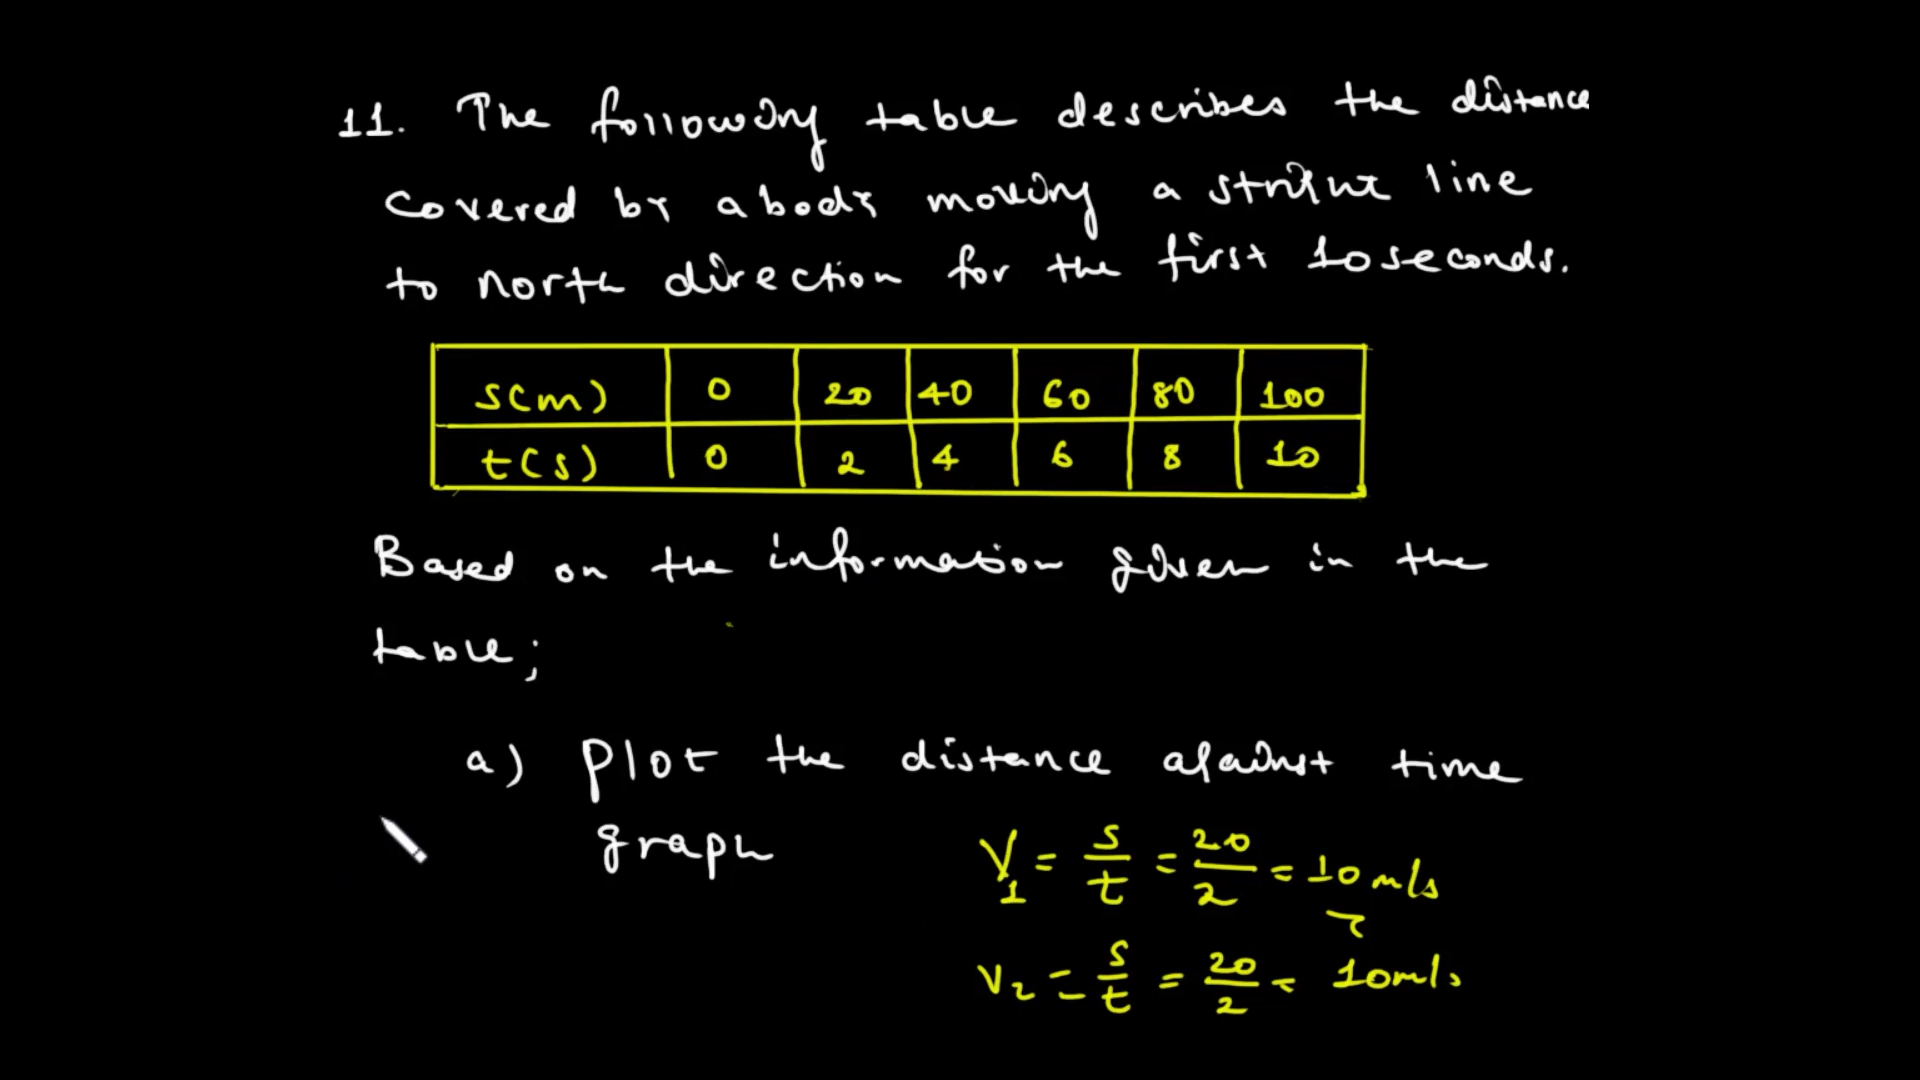 11. The following table describes the distance
covered by a body moving a straight line
to north direction for the first 10 seconds.
s(m) 0 20 40 60 80 100
t(s) 0 2 4 6 8 10
Based on the information given in the
table;
a) Plot the distance against time
graph
V₁ = s/t = 20/2 = 10 m/s
V₂ = s/t = 20/2 = 10 m/s